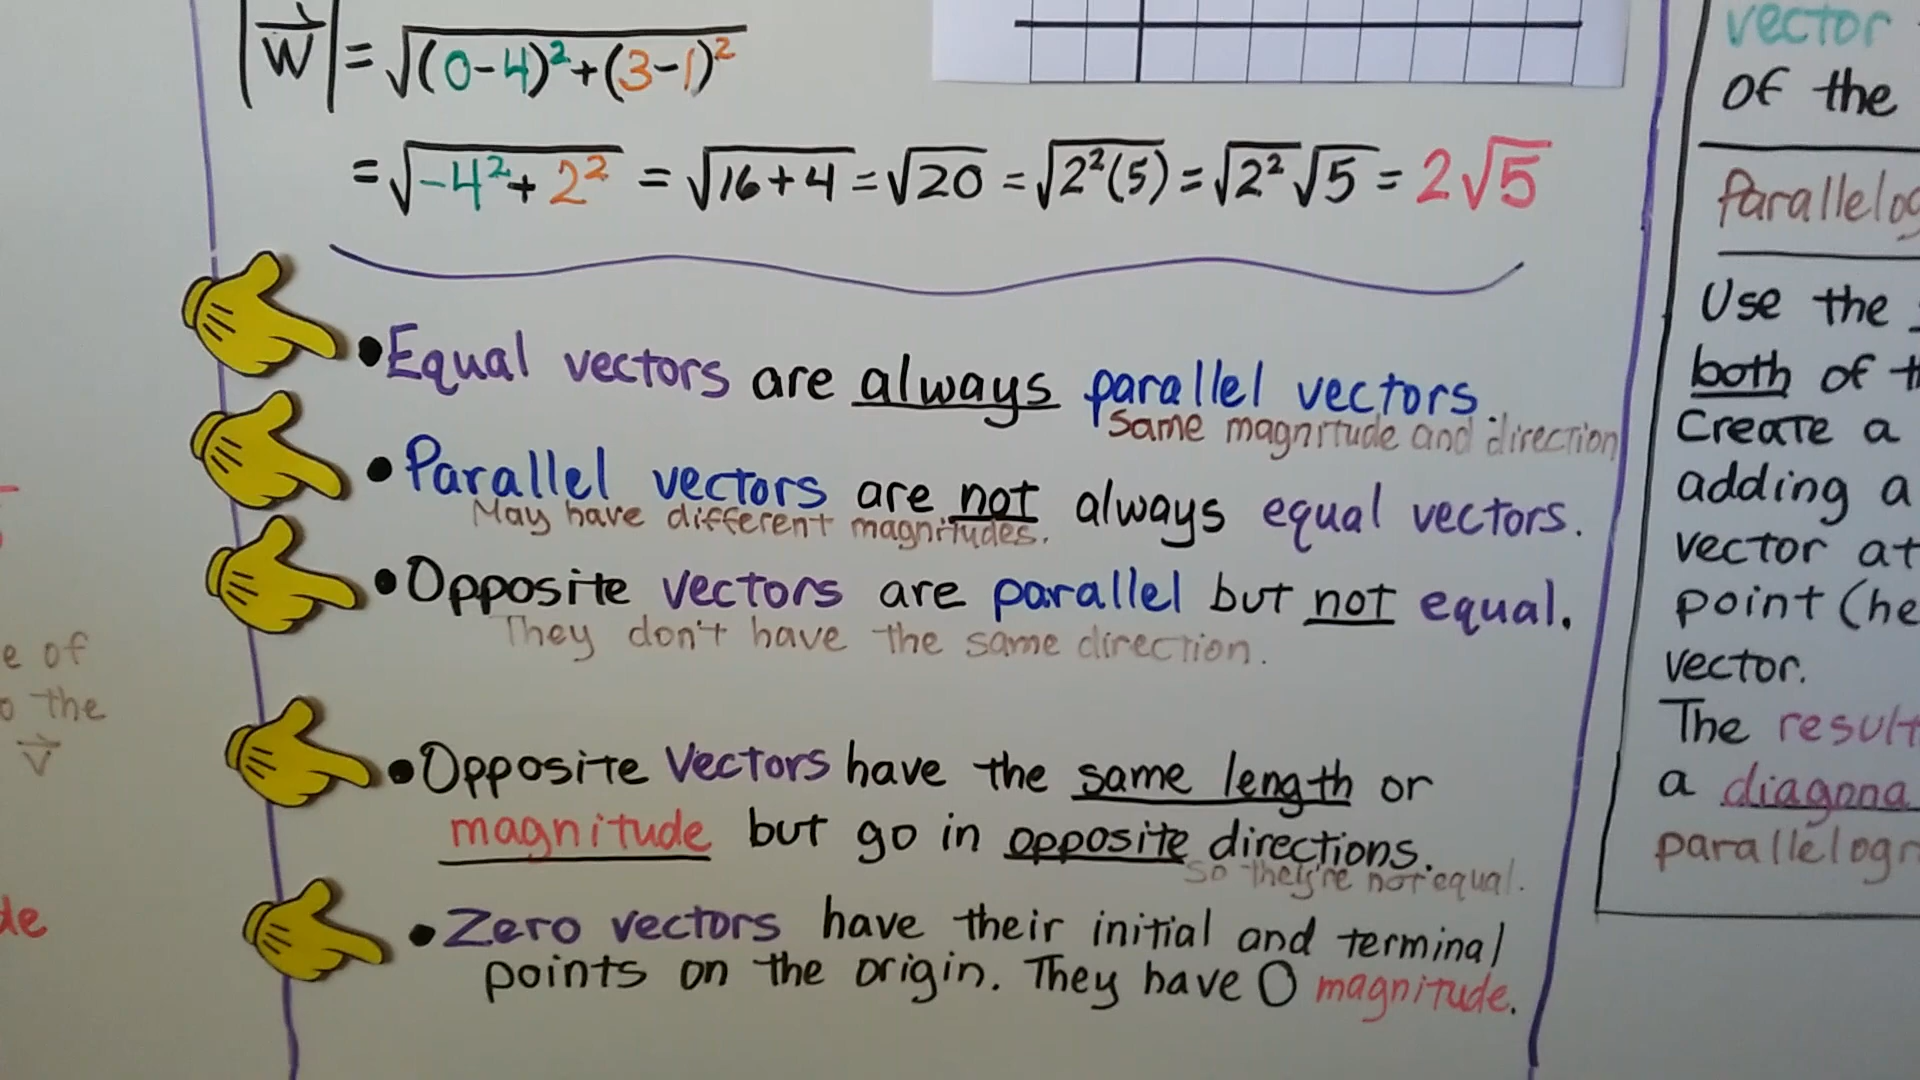 |w⃗| = √(0-4)²+(3-1)²
= √-4²+2² = √16+4 = √20 = √2²(5) = √2² √5 = 2√5
• Equal vectors are always parallel vectors.
Same magnitude and direction
• Parallel vectors are not always equal vectors.
May have different magnitudes.
• Opposite vectors are parallel but not equal.
They don't have the same direction.
• Opposite Vectors have the same length or
magnitude but go in opposite directions.
So they're not equal.
• Zero vectors have their initial and terminal
points on the origin. They have 0 magnitude.
e of
o the
v⃗
de
vector
of the
Parallelog
Use the
both of th
Create a
adding a
vector at
point (he
vector.
The result
a diagona
parallelogr